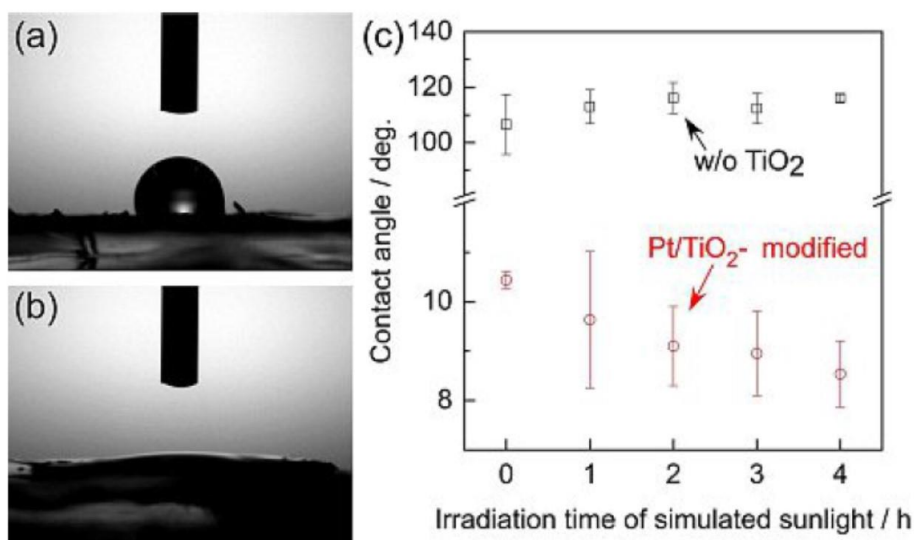 (a)
(b)
(c)
140
120
100
10
8
Contact angle / deg.
w/o TiO2
Pt/TiO2- modified
0 1 2 3 4
Irradiation time of simulated sunlight / h